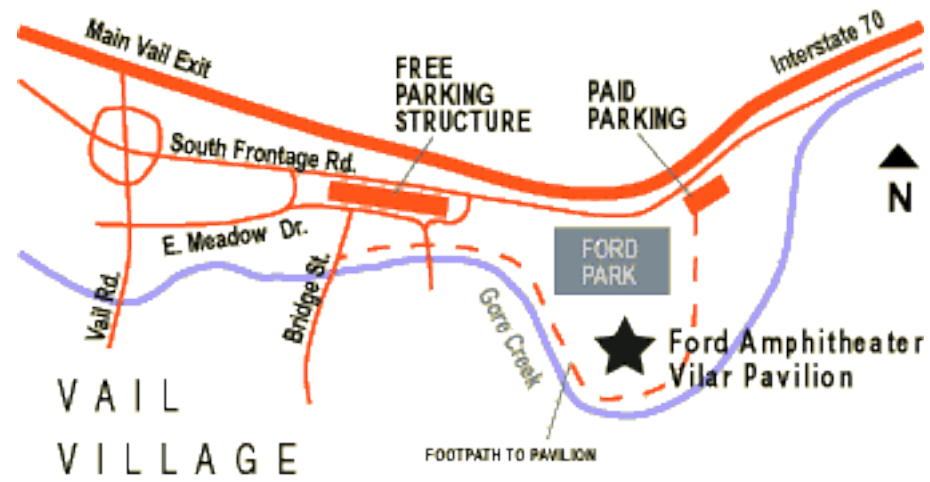 Main Vail Exit
Interstate 70
FREE
PARKING
STRUCTURE
PAID
PARKING
South Frontage Rd.
N
E. Meadow Dr.
FORD
PARK
Vail Rd.
Bridge St.
Gore Creek
Ford Amphitheater
Vilar Pavilion
VAIL
VILLAGE
FOOTPATH TO PAVILION